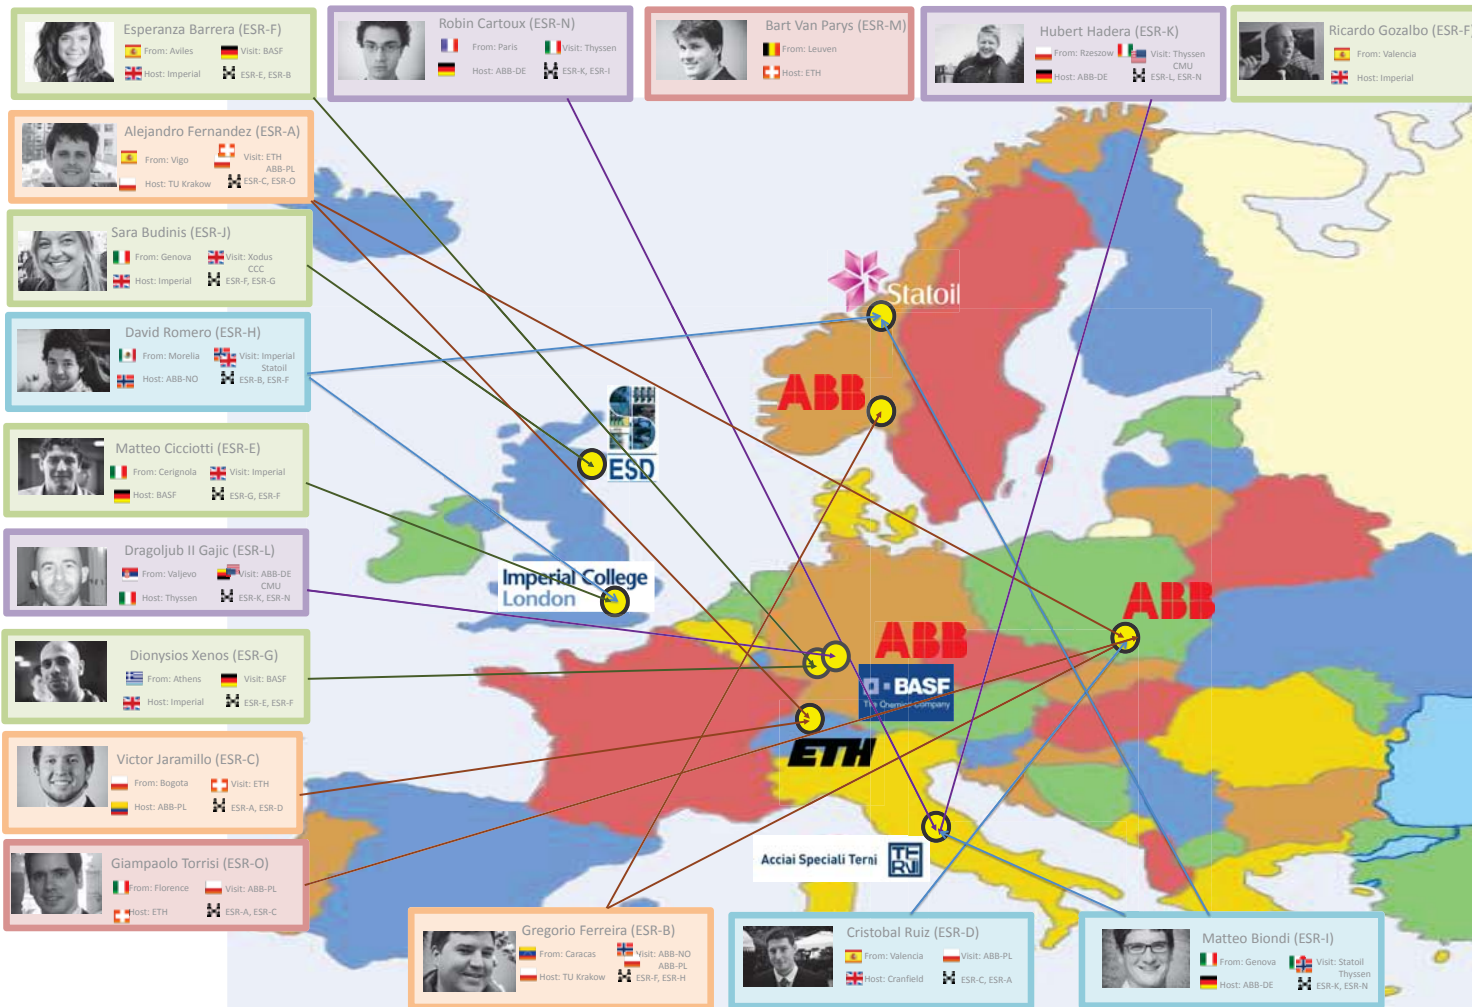 Esperanza Barrera (ESR-F)
From: Aviles
Visit: BASF
Host: Imperial
ESR-E, ESR-B
Robin Cartoux (ESR-N)
From: Paris
Visit: Thyssen
Host: ABB-DE
ESR-K, ESR-I
Bart Van Parys (ESR-M)
From: Leuven
Host: ETH
Hubert Hadera (ESR-K)
From: Rzeszow
Visit: Thyssen
CMU
Host: ABB-DE
ESR-L, ESR-N
Ricardo Gozalbo (ESR-F)
From: Valencia
Host: Imperial
Alejandro Fernandez (ESR-A)
From: Vigo
Visit: ETH
ABB-PL
Host: TU Krakow
ESR-C, ESR-O
Sara Budinis (ESR-J)
From: Genova
Visit: Xodus
CCC
Host: Imperial
ESR-F, ESR-G
David Romero (ESR-H)
From: Morelia
Visit: Imperial
Statoil
Host: ABB-NO
ESR-B, ESR-F
Matteo Cicciotti (ESR-E)
From: Cerignola
Visit: Imperial
Host: BASF
ESR-G, ESR-F
Dragoljub II Gajic (ESR-L)
From: Valjevo
Visit: ABB-DE
CMU
Host: Thyssen
ESR-K, ESR-N
Dionysios Xenos (ESR-G)
From: Athens
Visit: BASF
Host: Imperial
ESR-E, ESR-F
Victor Jaramillo (ESR-C)
From: Bogota
Visit: ETH
Host: ABB-PL
ESR-A, ESR-D
Giampaolo Torrisi (ESR-O)
From: Florence
Visit: ABB-PL
Host: ETH
ESR-A, ESR-C
Gregorio Ferreira (ESR-B)
From: Caracas
Visit: ABB-NO
ABB-PL
Host: TU Krakow
ESR-F, ESR-H
Cristobal Ruiz (ESR-D)
From: Valencia
Visit: ABB-PL
Host: Cranfield
ESR-C, ESR-A
Matteo Biondi (ESR-I)
From: Genova
Visit: Statoil
Thyssen
Host: ABB-DE
ESR-K, ESR-N
Statoil
ABB
ESD
Imperial College
London
ABB
ABB
BASF
The Chemical Company
ETH
Acciai Speciali Terni